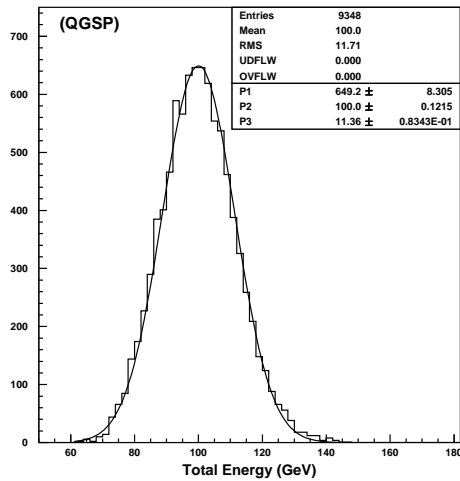 (QGSP)
Entries 9348
Mean 100.0
RMS 11.71
UDFLW 0.000
OVFLW 0.000
P1 649.2 ± 8.305
P2 100.0 ± 0.1215
P3 11.36 ± 0.8343E-01
700
600
500
400
300
200
100
0
60 80 100 120 140 160 180
Total Energy (GeV)